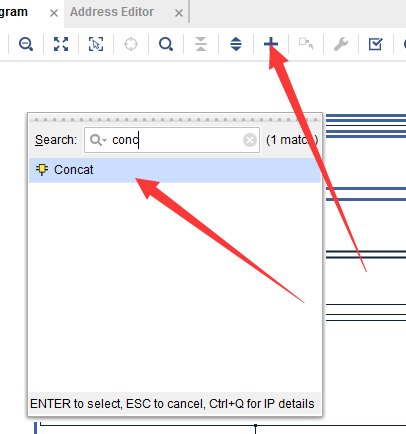 gram × Address Editor ×
Search: conc (1 match)
Concat
ENTER to select, ESC to cancel, Ctrl+Q for IP details